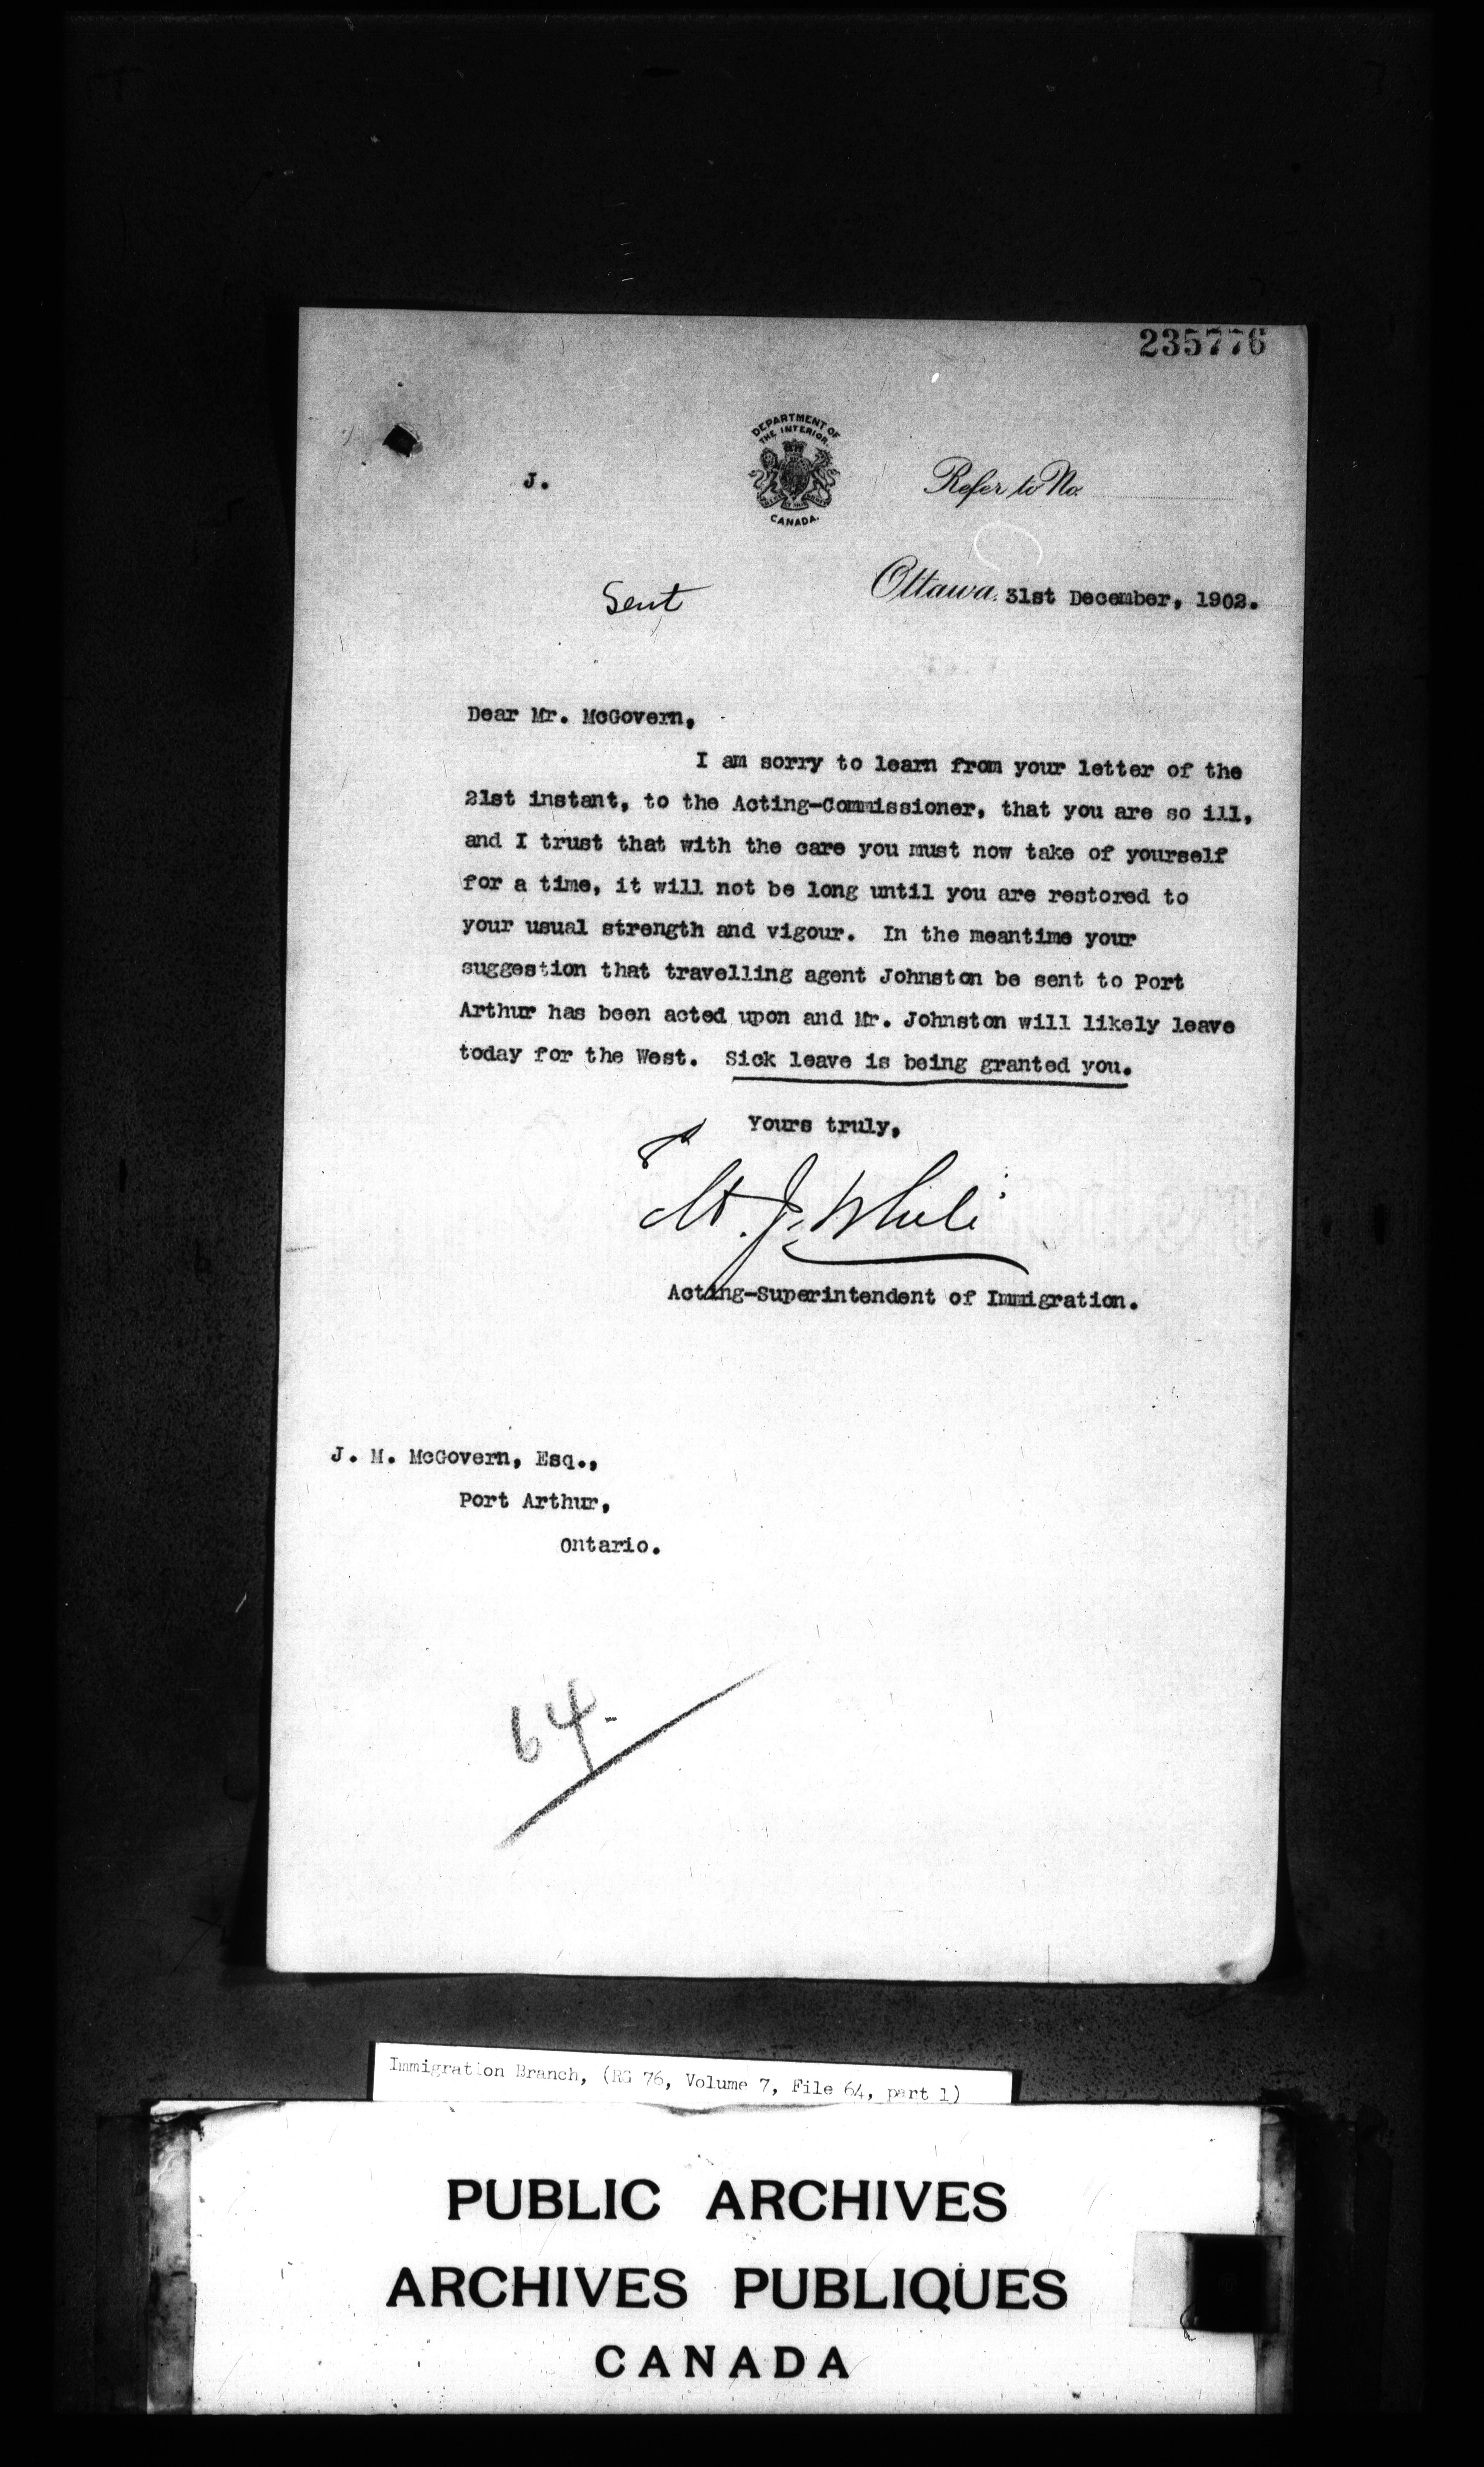 235776
DEPARTMENT OF
THE INTERIOR.
CANADA.
J.
Refer to No.
Sent
Ottawa, 31st December, 1902.
Dear Mr. McGovern,
I am sorry to learn from your letter of the
21st instant, to the Acting-Commissioner, that you are so ill,
and I trust that with the care you must now take of yourself
for a time, it will not be long until you are restored to
your usual strength and vigour. In the meantime your
suggestion that travelling agent Johnston be sent to Port
Arthur has been acted upon and Mr. Johnston will likely leave
today for the West. Sick leave is being granted you.
Yours truly,
J. White
Acting-Superintendent of Immigration.
J. M. McGovern, Esq.,
Port Arthur,
Ontario.
64.
Immigration Branch, (RG 76, Volume 7, File 64, part 1)
PUBLIC ARCHIVES
ARCHIVES PUBLIQUES
CANADA